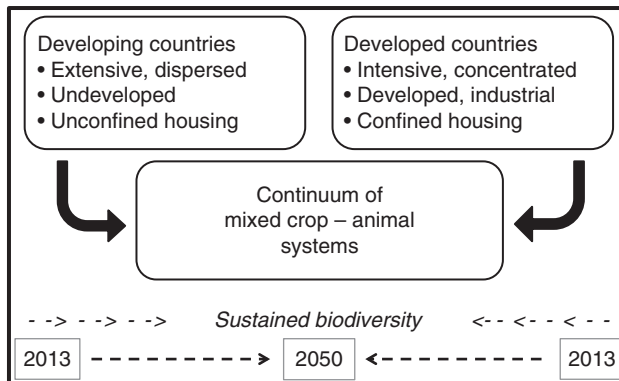 Developing countries
• Extensive, dispersed
• Undeveloped
• Unconfined housing
Developed countries
• Intensive, concentrated
• Developed, industrial
• Confined housing
Continuum of
mixed crop – animal
systems
Sustained biodiversity
2013
2050
2013